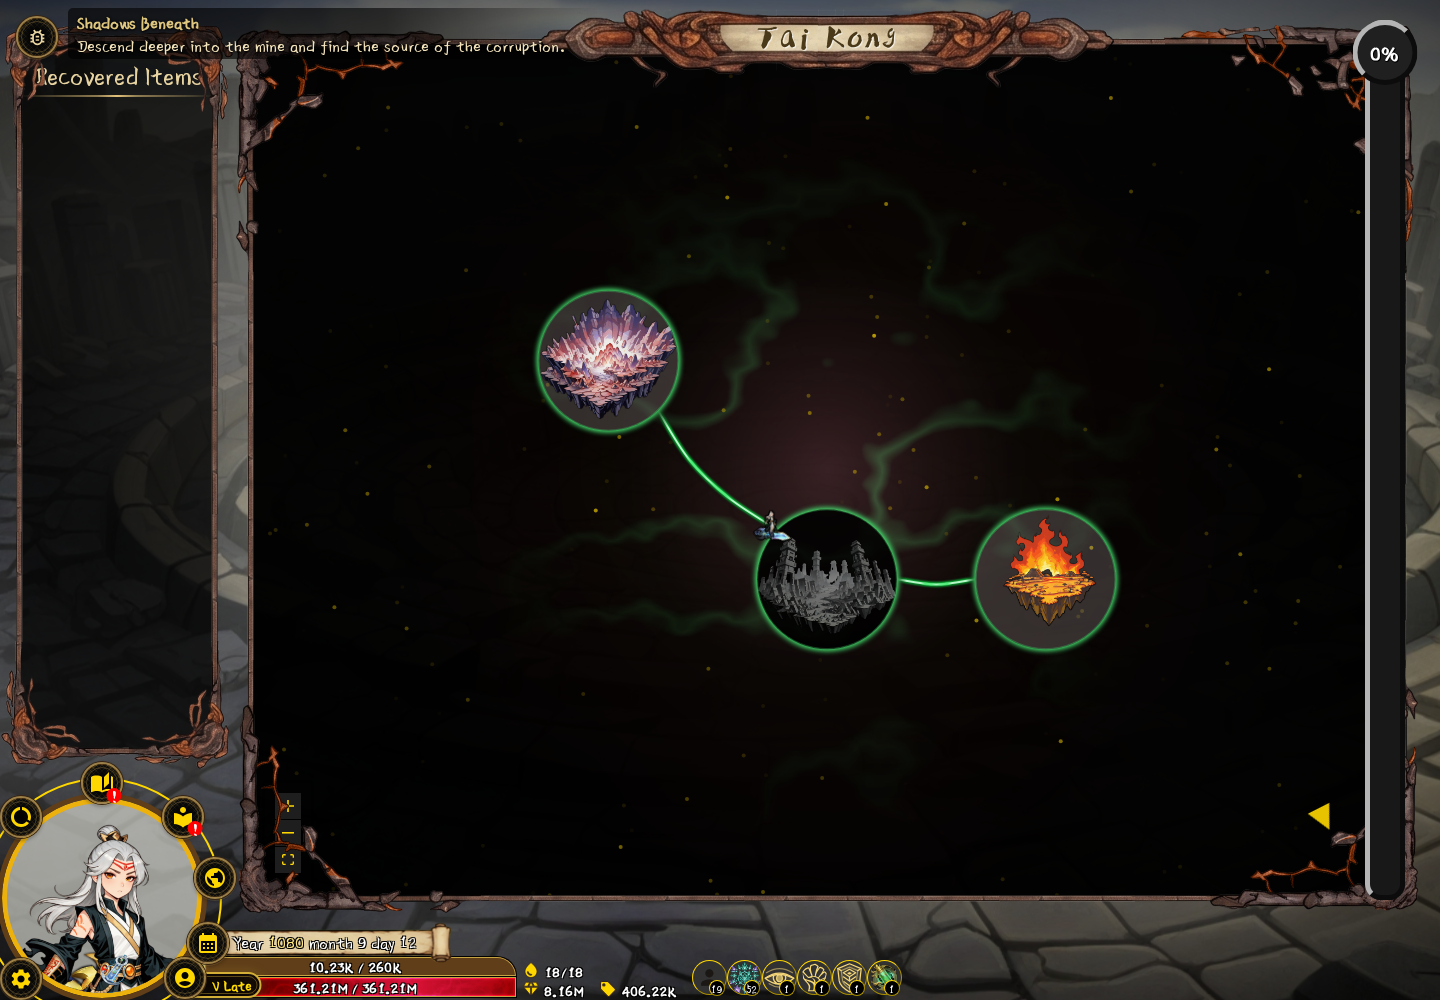 Shadows Beneath
Descend deeper into the mine and find the source of the corruption.
Tai Kong
0%
Recovered Items
Year 1080 month 9 day 12
10.23K / 260K
V Late
361.21M / 361.21M
18/18
8.16M
406.22K
19
52
1
1
1
1